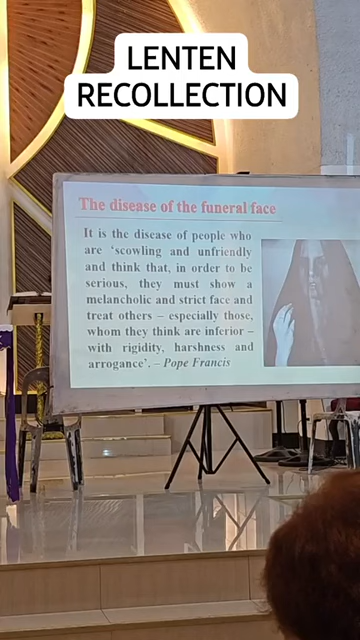 LENTEN
RECOLLECTION
The disease of the funeral face
It is the disease of people who
are ‘scowling and unfriendly
and think that, in order to be
serious, they must show a
melancholic and strict face and
treat others – especially those,
whom they think are inferior –
with rigidity, harshness and
arrogance’. – Pope Francis